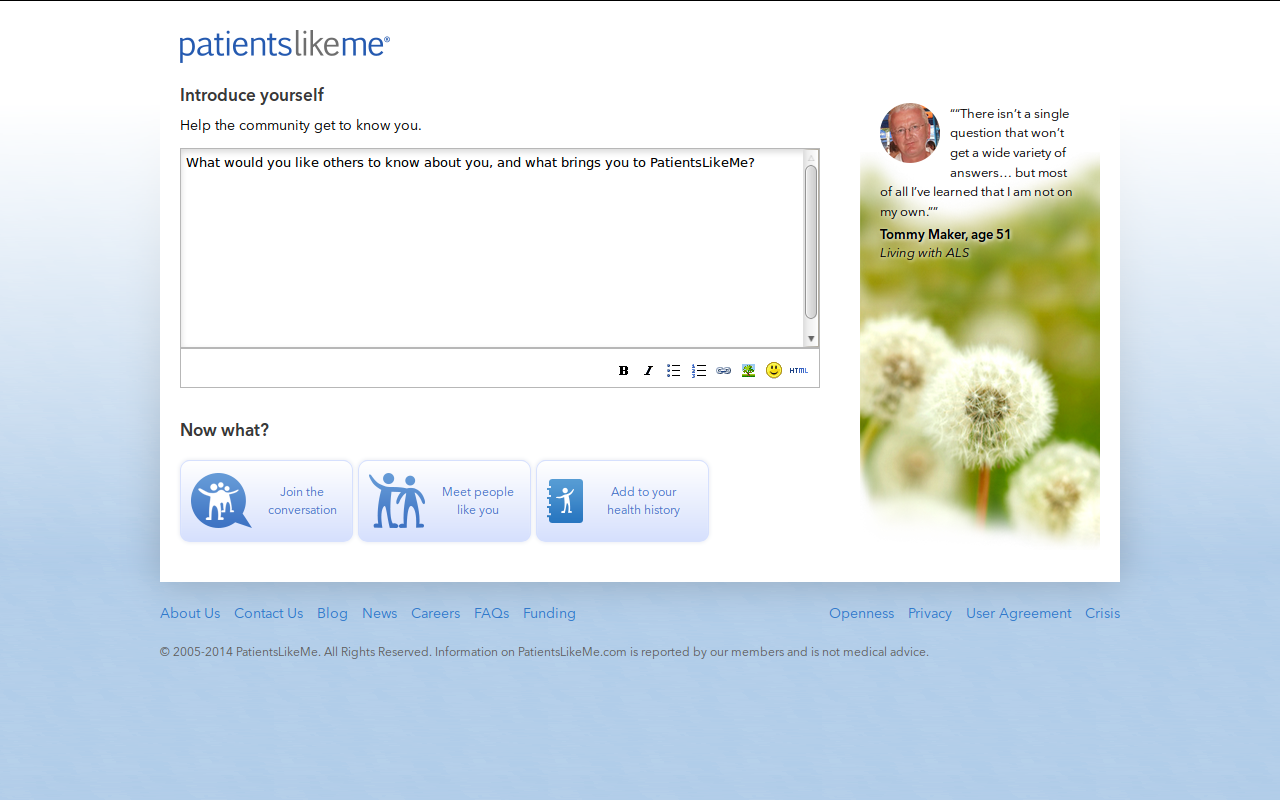 patientslikeme®
Introduce yourself
Help the community get to know you.
What would you like others to know about you, and what brings you to PatientsLikeMe?
B I HTML
Now what?
Join the
conversation
Meet people
like you
Add to your
health history
““There isn’t a single
question that won’t
get a wide variety of
answers… but most
of all I’ve learned that I am not on
my own.””
Tommy Maker, age 51
Living with ALS
About Us Contact Us Blog News Careers FAQs Funding
Openness Privacy User Agreement Crisis
© 2005-2014 PatientsLikeMe. All Rights Reserved. Information on PatientsLikeMe.com is reported by our members and is not medical advice.